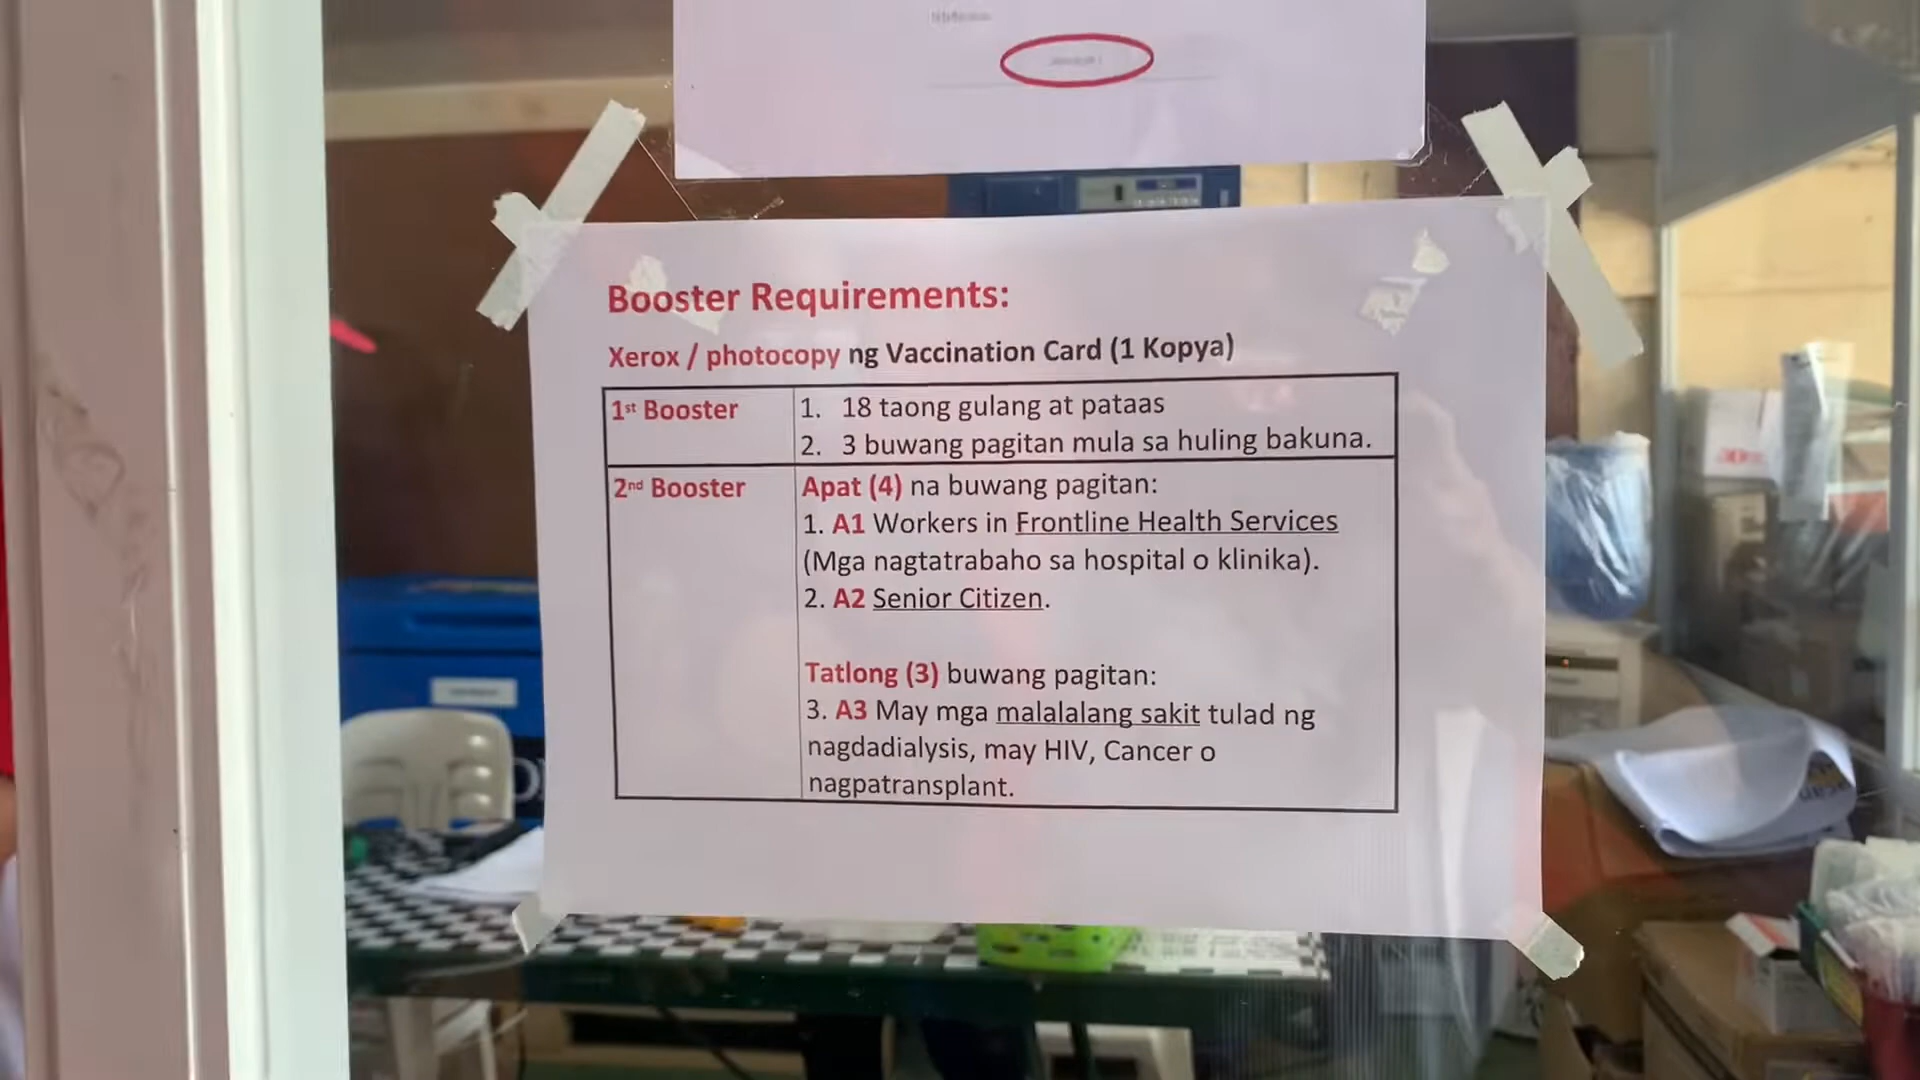 Booster Requirements:
Xerox / photocopy ng Vaccination Card (1 Kopya)
1st Booster
1. 18 taong gulang at pataas
2. 3 buwang pagitan mula sa huling bakuna.
2nd Booster
Apat (4) na buwang pagitan:
1. A1 Workers in Frontline Health Services
(Mga nagtatrabaho sa hospital o klinika).
2. A2 Senior Citizen.
Tatlong (3) buwang pagitan:
3. A3 May mga malalalang sakit tulad ng
nagdadialysis, may HIV, Cancer o
nagpatransplant.